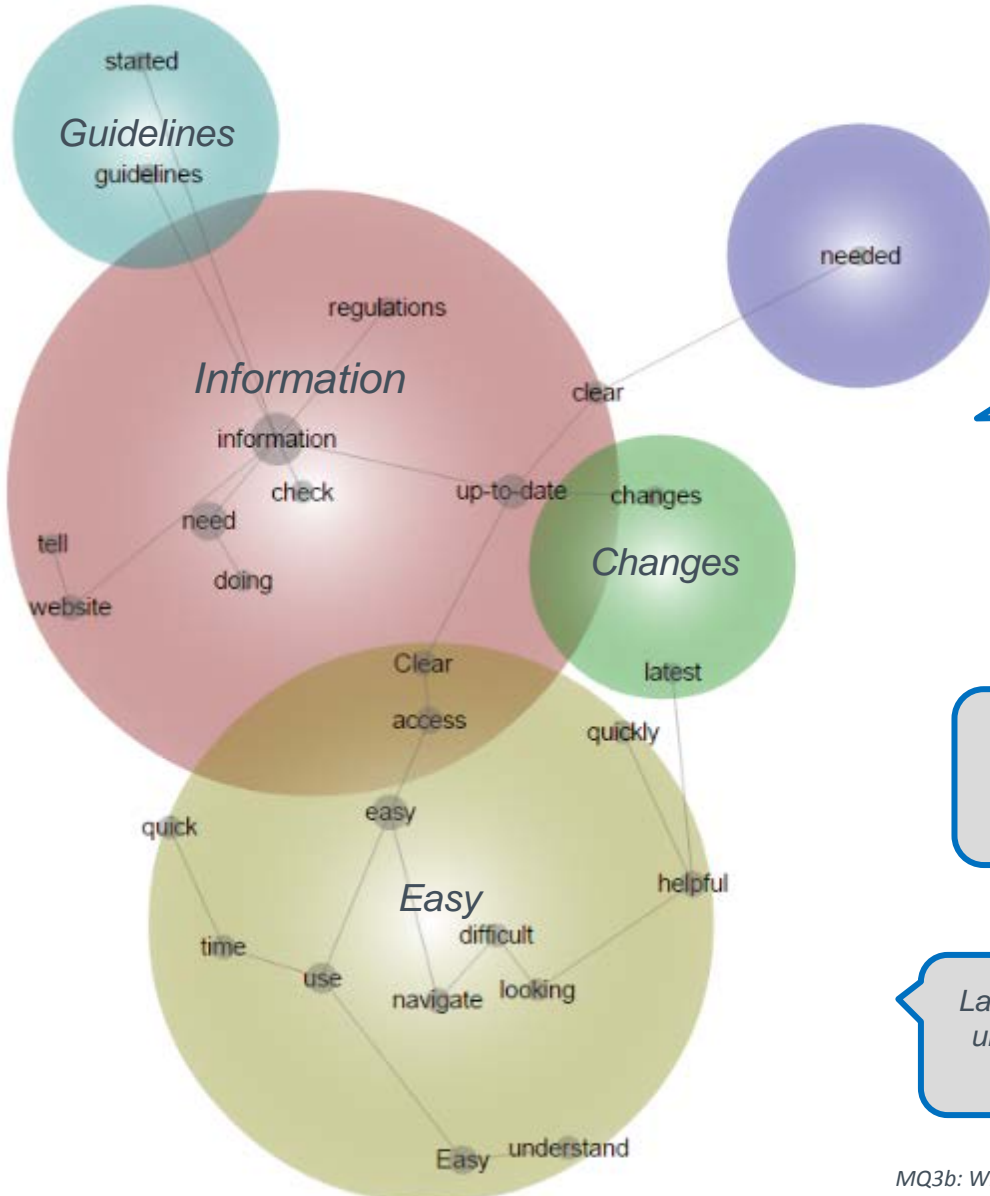 started
Guidelines
guidelines
needed
regulations
Information
clear
information
check
up-to-date
changes
need
tell
doing
Changes
website
Clear
latest
access
quickly
easy
quick
Easy
helpful
difficult
time
use
navigate
looking
understand
Easy
MQ3b: W